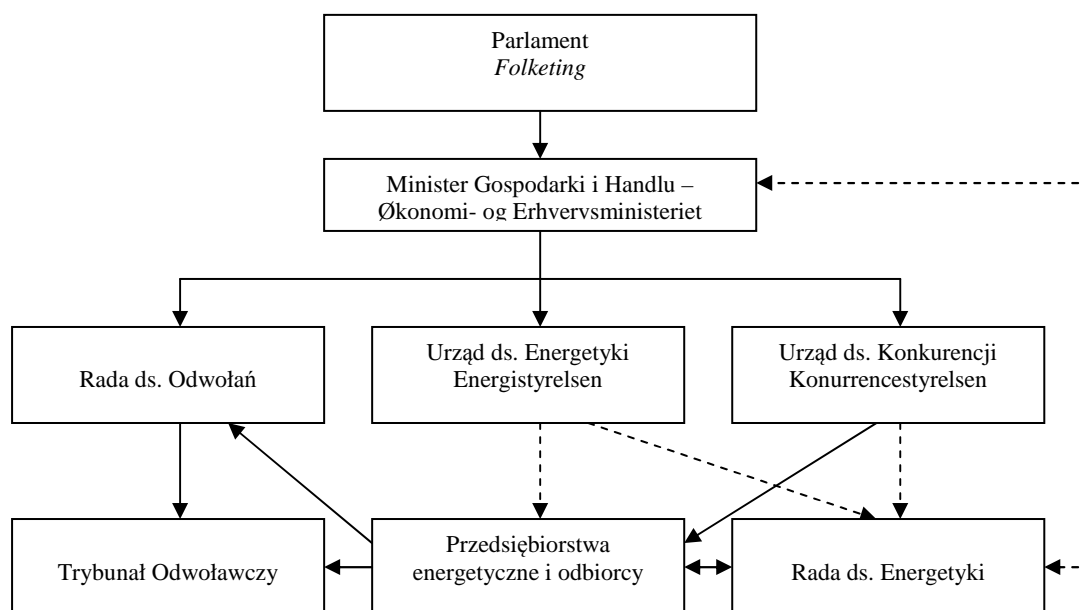 Parlament
Folketing
Minister Gospodarki i Handlu –
Økonomi- og Erhvervsministeriet
Rada ds. Odwołań
Urząd ds. Energetyki
Energistyrelsen
Urząd ds. Konkurencji
Konurrencestyrelsen
Trybunał Odwoławczy
Przedsiębiorstwa
energetyczne i odbiorcy
Rada ds. Energetyki